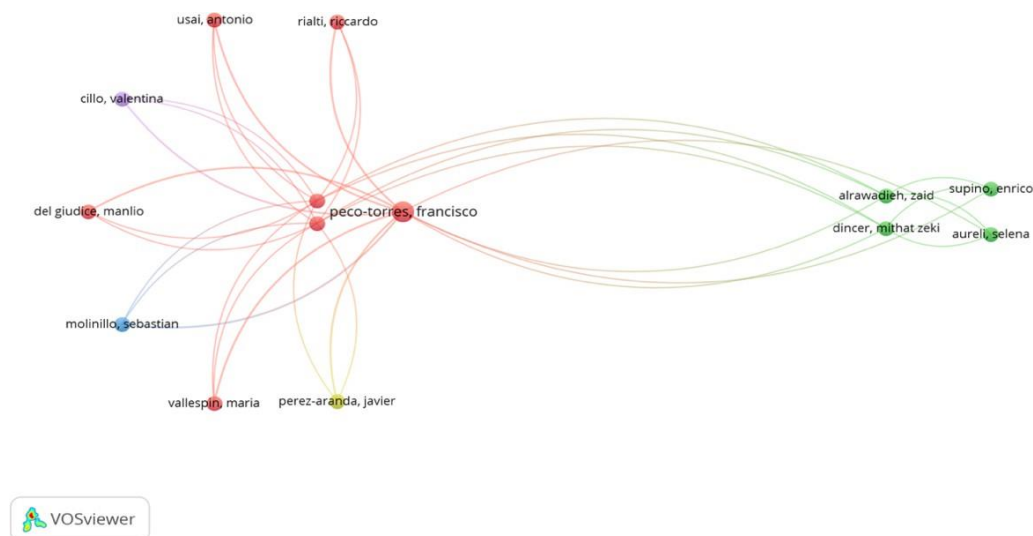 usai, antonio
rialti, riccardo
cillo, valentina
del giudice, manlio
peco-torres, francisco
alrawadieh, zaid
supino, enrico
dincer, mithat zeki
aureli, selena
molinillo, sebastian
vallespin, maria
perez-aranda, javier
VOSviewer